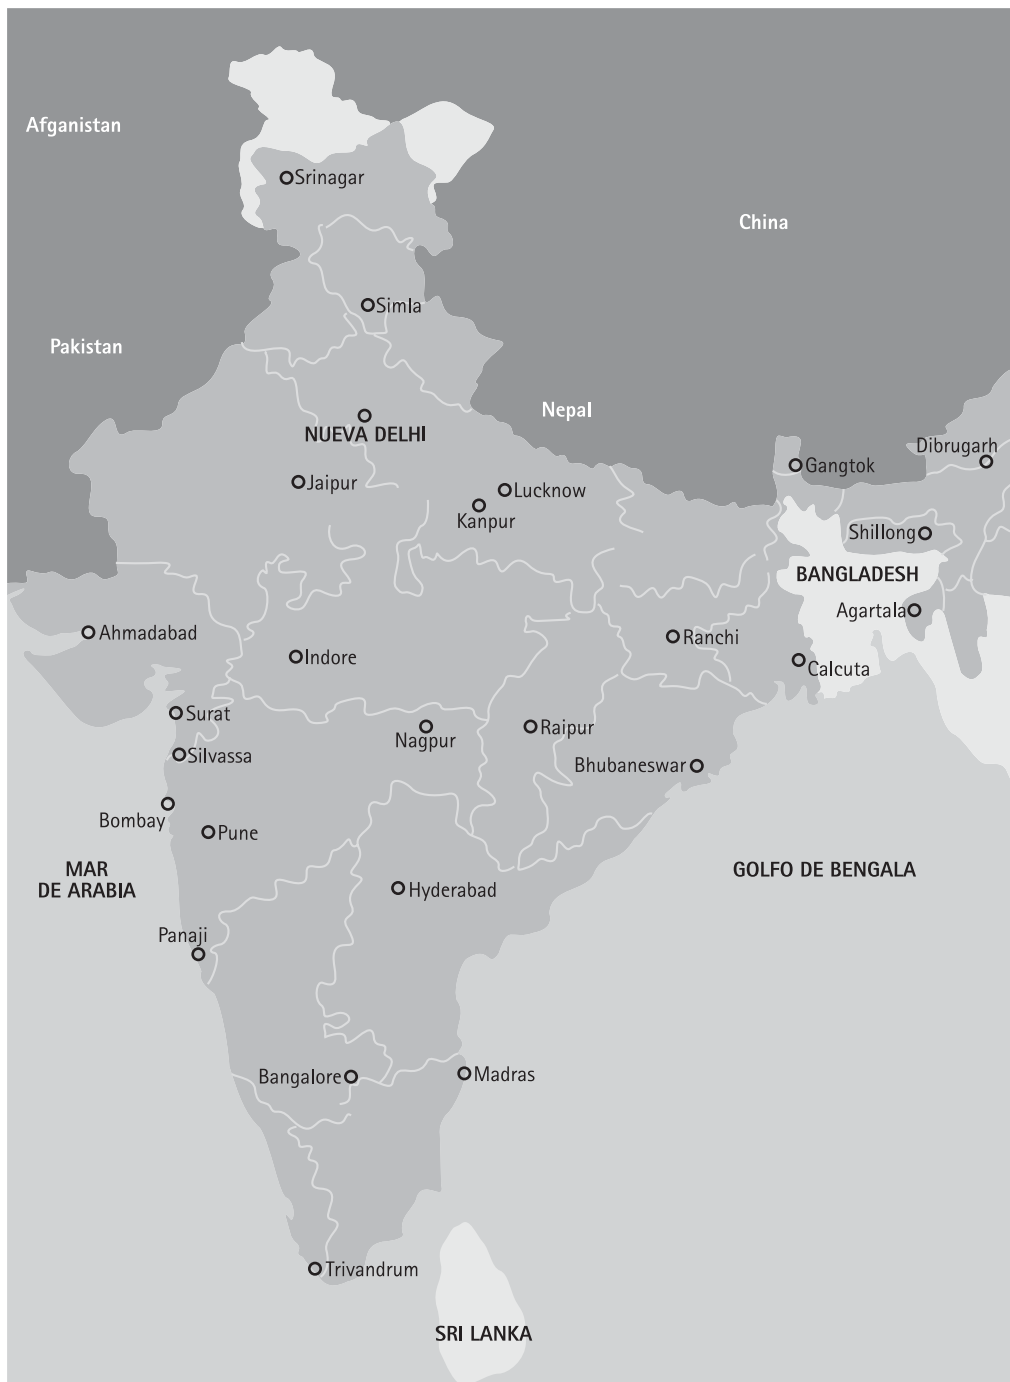 Afganistan
Srinagar
China
Simla
Pakistan
Nepal
NUEVA DELHI
Dibrugarh
Gangtok
Jaipur
Lucknow
Kanpur
Shillong
BANGLADESH
Agartala
Ahmadabad
Ranchi
Indore
Calcuta
Surat
Nagpur
Raipur
Silvassa
Bhubaneswar
Bombay
Pune
MAR
DE ARABIA
GOLFO DE BENGALA
Hyderabad
Panaji
Bangalore
Madras
Trivandrum
SRI LANKA